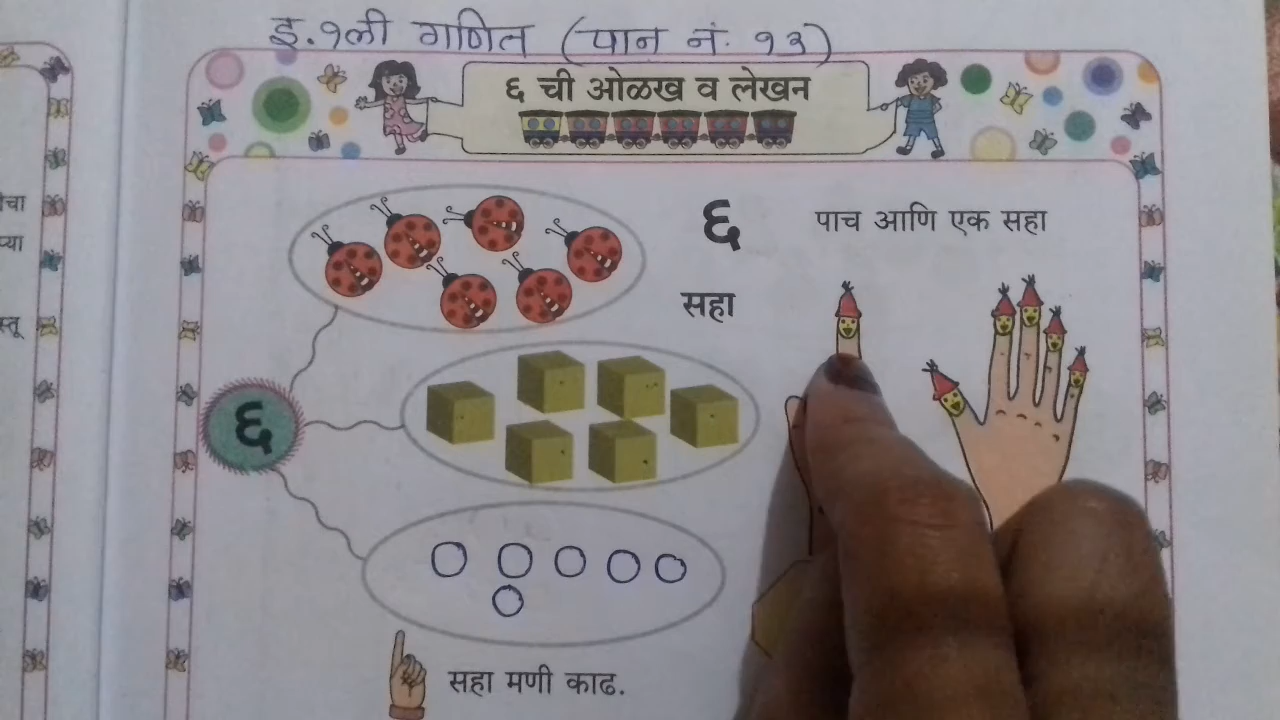 इ. १ली गणित (पान नं. १३)
६ ची ओळख व लेखन
६ पाच आणि एक सहा
सहा
६
सहा मणी काढ.
चा
प्या
स्तू